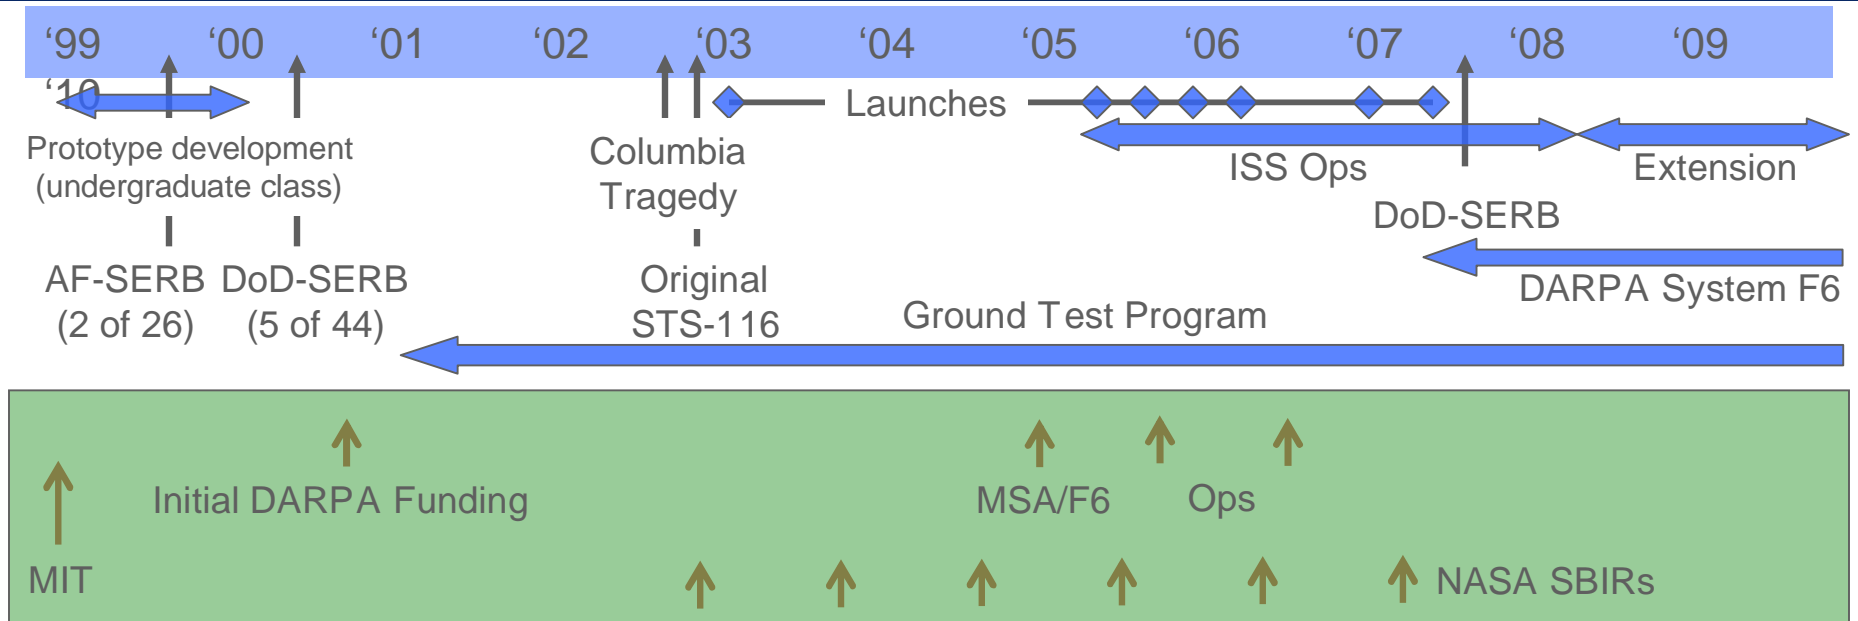 ‘99 ‘00 ‘01 ‘02 ‘03 ‘04 ‘05 ‘06 ‘07 ‘08 ‘09
‘10
Launches
Prototype development
(undergraduate class)
Columbia
Tragedy
ISS Ops
Extension
DoD-SERB
AF-SERB
(2 of 26)
DoD-SERB
(5 of 44)
Original
STS-116
DARPA System F6
Ground Test Program
Initial DARPA Funding
MSA/F6
Ops
MIT
NASA SBIRs